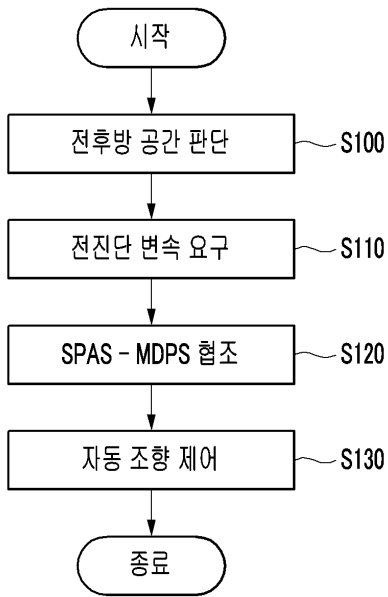 시작
전후방 공간 판단
S100
전진단 변속 요구
S110
SPAS - MDPS 협조
S120
자동 조향 제어
S130
종료